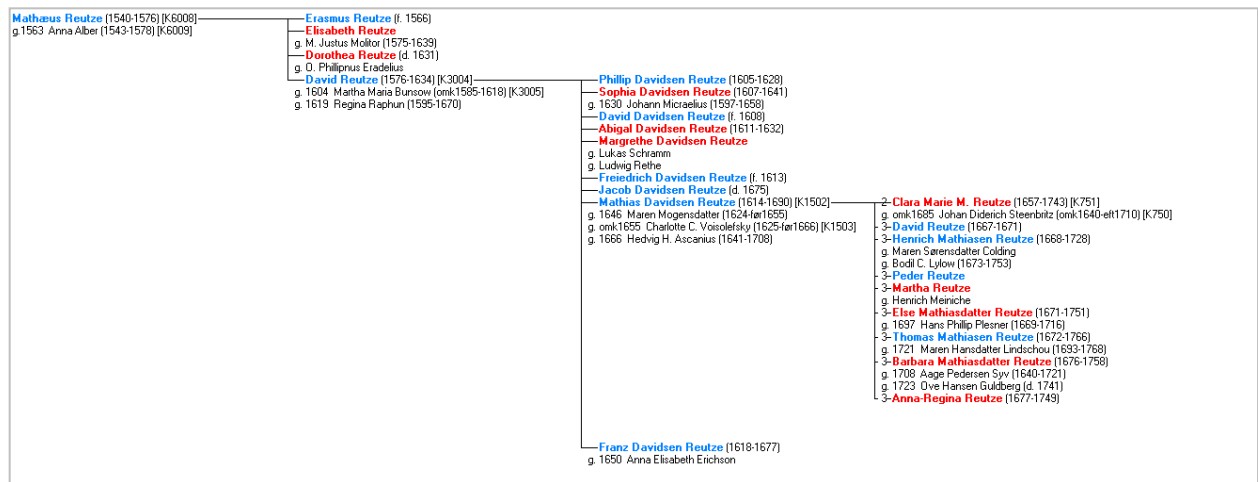 Mathæus Reutze (1540-1576) [K6008]
g.1563 Anna Alber (1543-1578) [K6009]
Erasmus Reutze (f. 1566)
Elisabeth Reutze
g. M. Justus Molitor (1575-1639)
Dorothea Reutze (d. 1631)
g. O. Phillipnus Eradelius
David Reutze (1576-1634) [K3004]
g. 1604 Martha Maria Bunsow (omk1585-1618) [K3005]
g. 1619 Regina Raphun (1595-1670)
Phillip Davidsen Reutze (1605-1628)
Sophia Davidsen Reutze (1607-1641)
g. 1630 Johann Micraelius (1597-1658)
David Davidsen Reutze (f. 1608)
Abigal Davidsen Reutze (1611-1632)
Margrethe Davidsen Reutze
g. Lukas Schramm
g. Ludwig Rethe
Freiedrich Davidsen Reutze (f. 1613)
Jacob Davidsen Reutze (d. 1675)
Mathias Davidsen Reutze (1614-1690) [K1502]
g. 1646 Maren Mogensdatter (1624-før1655)
g. omk1655 Charlotte C. Voisolefsky (1625-før1666) [K1503]
g. 1666 Hedvig H. Ascanius (1641-1708)
2 Clara Marie M. Reutze (1657-1743) [K751]
g. omk1685 Johan Diderich Steenbritz (omk1640-eft1710) [K750]
3 David Reutze (1667-1671)
3 Henrich Mathiasen Reutze (1668-1728)
g. Maren Sørensdatter Colding
g. Bodil C. Lylow (1673-1753)
3 Peder Reutze
3 Martha Reutze
g. Henrich Meiniche
3 Else Mathiasdatter Reutze (1671-1751)
g. 1697 Hans Phillip Plesner (1669-1716)
3 Thomas Mathiasen Reutze (1672-1766)
g. 1721 Maren Hansdatter Lindschou (1693-1768)
3 Barbara Mathiasdatter Reutze (1676-1758)
g. 1708 Aage Pedersen Syv (1640-1721)
g. 1723 Ove Hansen Guldberg (d. 1741)
3 Anna-Regina Reutze (1677-1749)
Franz Davidsen Reutze (1618-1677)
g. 1650 Anna Elisabeth Erichson